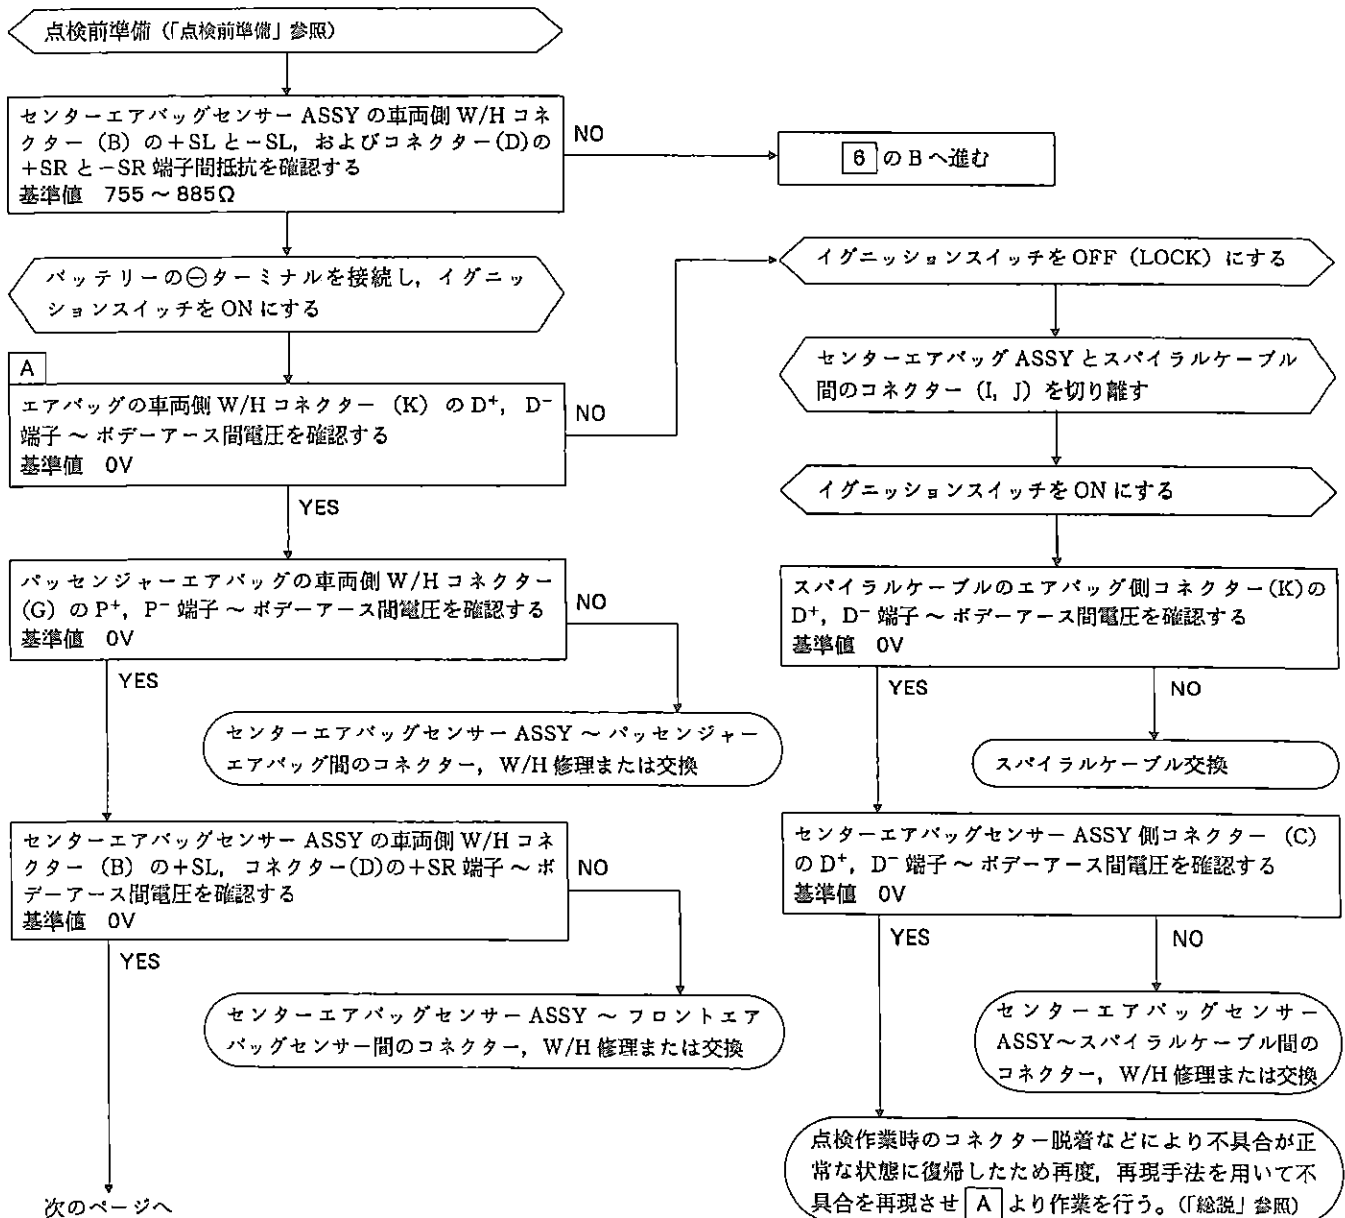 点検前準備（「点検前準備」参照）
センターエアバッグセンサー ASSY の車両側 W/H コネ
クター (B) の+SL と−SL, およびコネクター(D)の
+SR と−SR 端子間抵抗を確認する
基準値 755 ～ 885Ω
NO
6 の B へ進む
バッテリーの⊖ターミナルを接続し, イグニッ
ションスイッチを ON にする
A
エアバッグの車両側 W/H コネクター (K) の D⁺, D⁻
端子 ～ ボデーアース間電圧を確認する
基準値 0V
NO
YES
パッセンジャーエアバッグの車両側 W/H コネクター
(G) の P⁺, P⁻ 端子 ～ ボデーアース間電圧を確認する
基準値 0V
NO
YES
センターエアバッグセンサー ASSY ～ パッセンジャー
エアバッグ間のコネクター, W/H 修理または交換
センターエアバッグセンサー ASSY の車両側 W/H コネ
クター (B) の+SL, コネクター(D)の+SR 端子 ～ ボ
デーアース間電圧を確認する
基準値 0V
NO
YES
センターエアバッグセンサー ASSY ～ フロントエア
バッグセンサー間のコネクター, W/H 修理または交換
次のページへ
イグニッションスイッチを OFF (LOCK) にする
センターエアバッグ ASSY とスパイラルケーブル
間のコネクター (I, J) を切り離す
イグニッションスイッチを ON にする
スパイラルケーブルのエアバッグ側コネクター(K)の
D⁺, D⁻ 端子 ～ ボデーアース間電圧を確認する
基準値 0V
YES
NO
スパイラルケーブル交換
センターエアバッグセンサー ASSY 側コネクター (C)
の D⁺, D⁻ 端子 ～ ボデーアース間電圧を確認する
基準値 0V
YES
NO
センターエアバッグセンサー
ASSY～スパイラルケーブル間の
コネクター, W/H 修理または交換
点検作業時のコネクター脱着などにより不具合が正
常な状態に復帰したため再度, 再現手法を用いて不
具合を再現させ A より作業を行う。（「総説」参照）